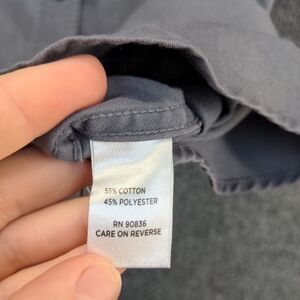 55% COTTON
45% POLYESTER
RN 90836
CARE ON REVERSE